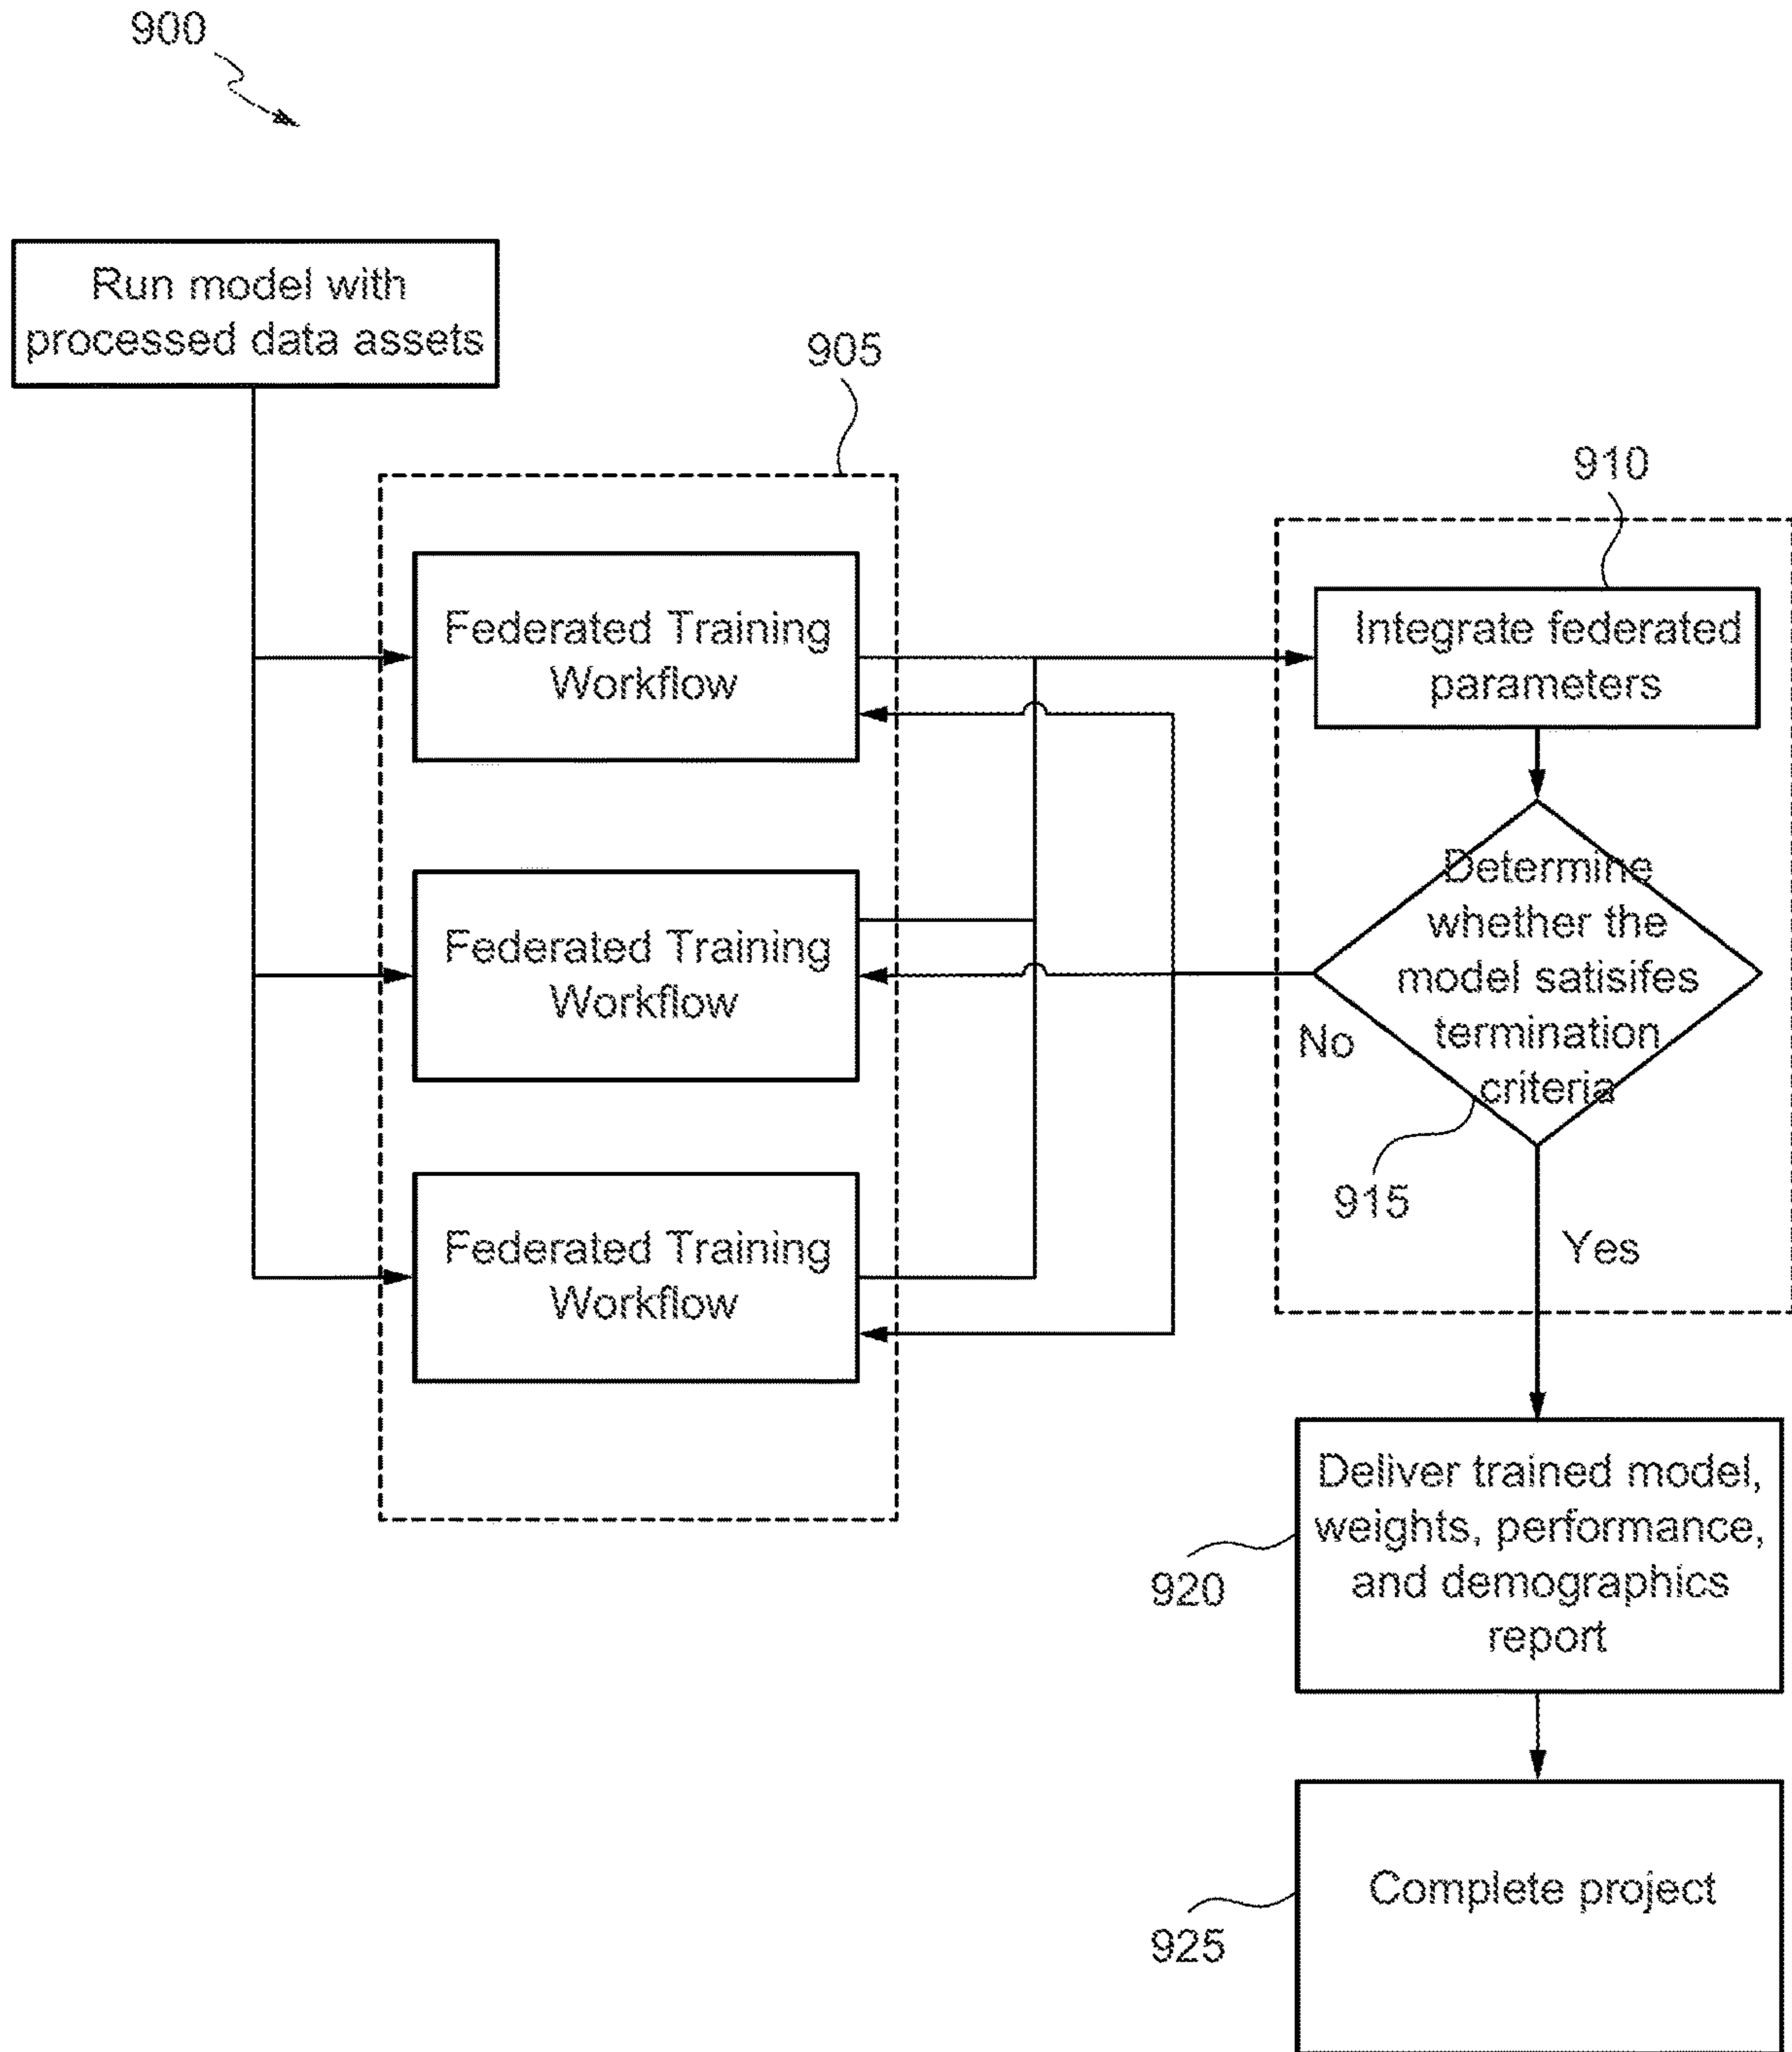 900
Run model with
processed data assets
905
910
Federated Training
Workflow
Integrate federated
parameters
Determine
whether the
model satisifes
termination
criteria
Federated Training
Workflow
No
915
Federated Training
Workflow
Yes
Deliver trained model,
weights, performance,
and demographics
report
920
Complete project
925